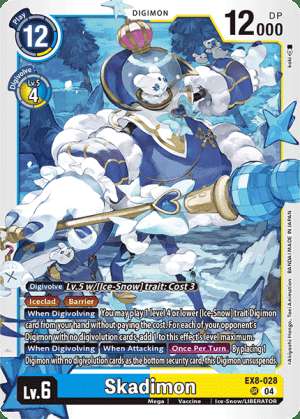 DIGIMON
Play
12
12000
DP
Digivolve
Lv.5
4
Digivolve Lv.5 w/[Ice-Snow] trait: Cost 3
Iceclad Barrier
When Digivolving You may play 1 level 4 or lower [Ice-Snow] trait Digimon
card from your hand without paying the cost. For each of your opponent's
Digimon with no digivolution cards, add 1 to this effect's level maximum.
When Digivolving When Attacking Once Per Turn By placing 1
Digimon with no digivolution cards as the bottom security card, this Digimon unsuspends.
Lv.6
Skadimon
EX8-028
SR 04
Mega | Vaccine | Ice-Snow/LIBERATOR